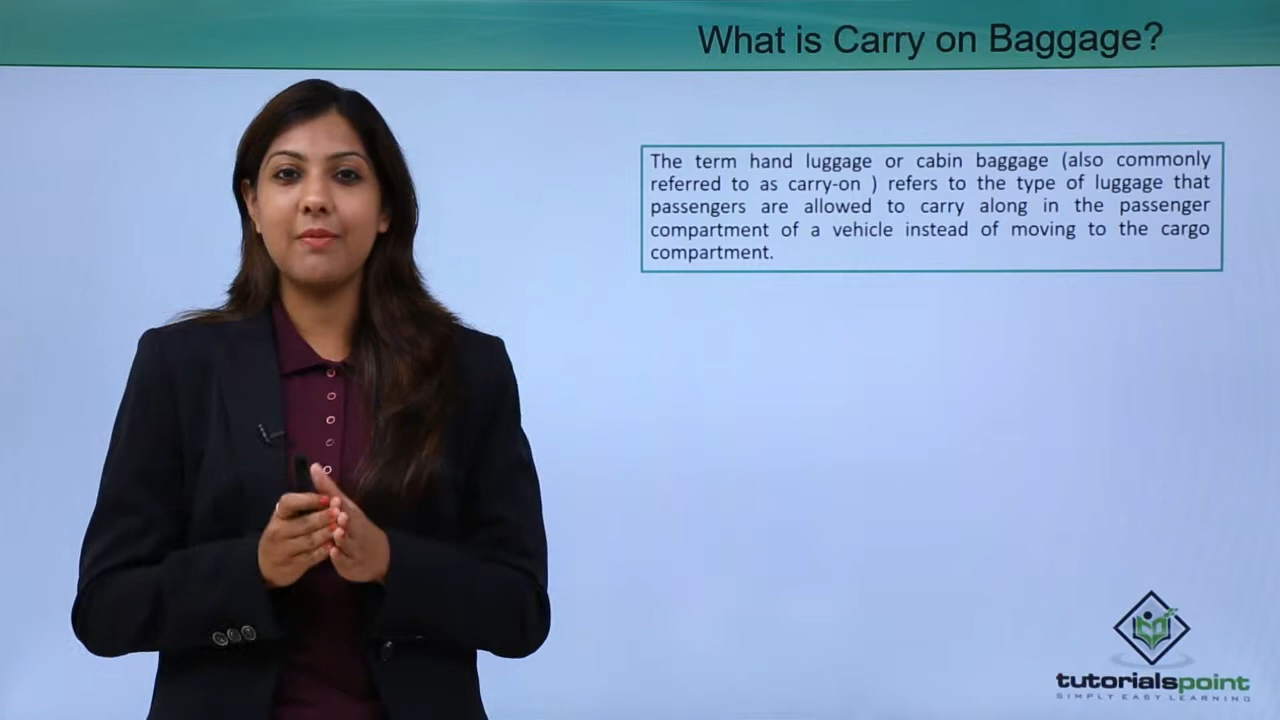 What is Carry on Baggage?
The term hand luggage or cabin baggage (also commonly
referred to as carry-on ) refers to the type of luggage that
passengers are allowed to carry along in the passenger
compartment of a vehicle instead of moving to the cargo
compartment.
tutorialspoint
SIMPLY EASY LEARNING